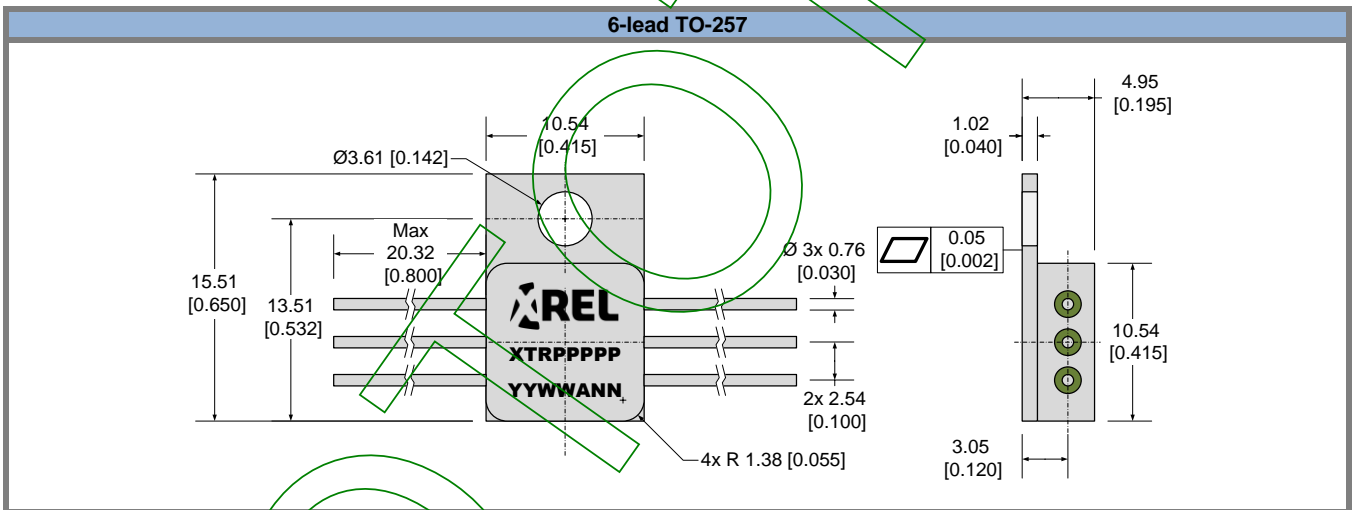 6-lead TO-257
10.54
[0.415]
Ø3.61 [0.142]
Max
20.32
[0.800]
15.51
[0.650]
13.51
[0.532]
Ø 3x 0.76
[0.030]
XREL
XTRPPPPP
YYWWANN
2x 2.54
[0.100]
4x R 1.38 [0.055]
4.95
[0.195]
1.02
[0.040]
0.05
[0.002]
10.54
[0.415]
3.05
[0.120]